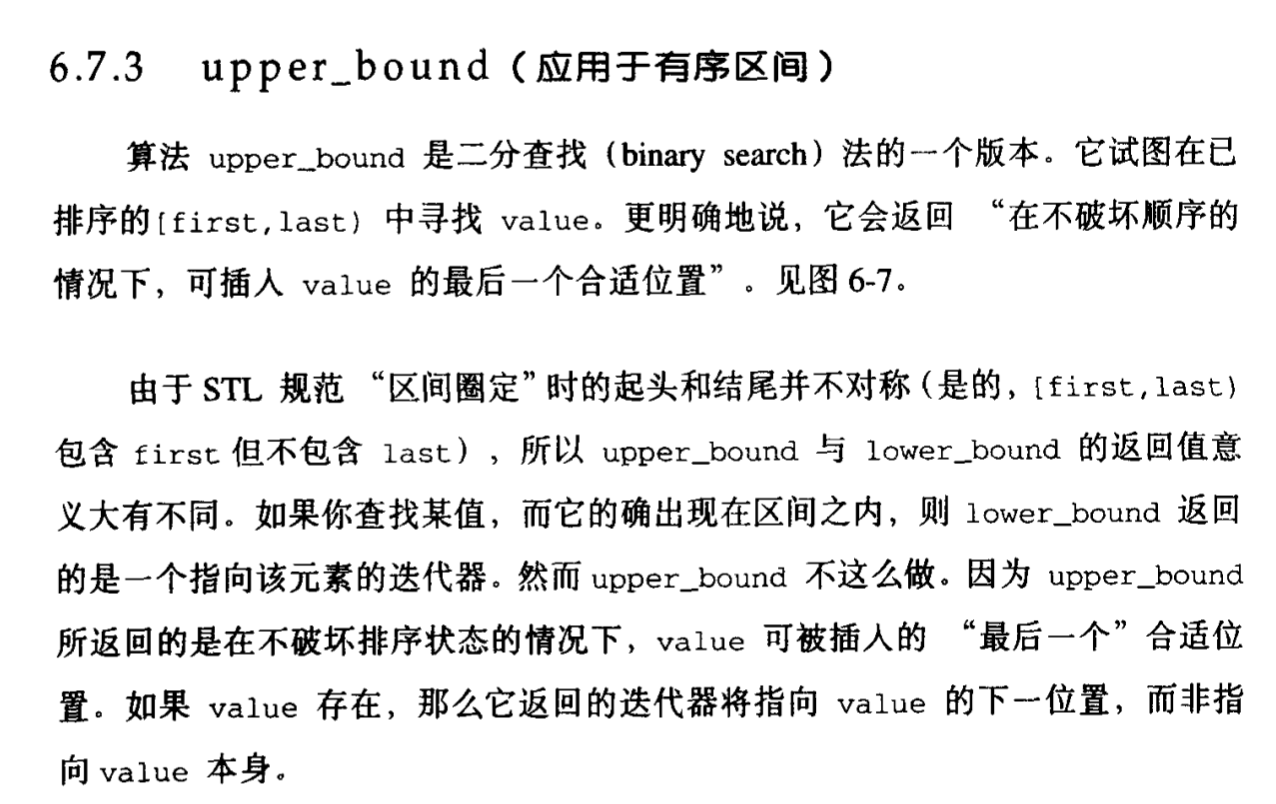 6.7.3 upper_bound（应用于有序区间）
算法 upper_bound 是二分查找（binary search）法的一个版本。它试图在已
排序的[first,last) 中寻找 value。更明确地说，它会返回 “在不破坏顺序的
情况下，可插入 value 的最后一个合适位置”。见图 6-7。
由于 STL 规范 “区间圈定”时的起头和结尾并不对称（是的，[first,last)
包含 first 但不包含 last），所以 upper_bound 与 lower_bound 的返回值意
义大有不同。如果你查找某值，而它的确出现在区间之内，则 lower_bound 返回
的是一个指向该元素的迭代器。然而 upper_bound 不这么做。因为 upper_bound
所返回的是在不破坏排序状态的情况下，value 可被插入的 “最后一个”合适位
置。如果 value 存在，那么它返回的迭代器将指向 value 的下一位置，而非指
向 value 本身。